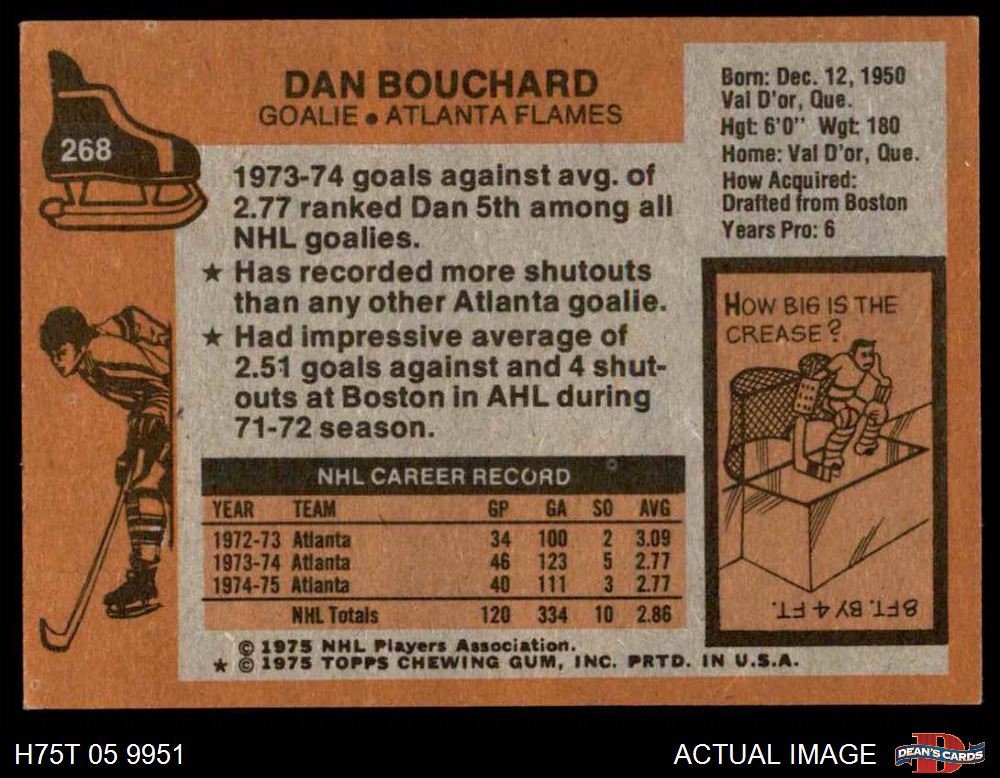 268
DAN BOUCHARD
GOALIE • ATLANTA FLAMES
1973-74 goals against avg. of
2.77 ranked Dan 5th among all
NHL goalies.
★ Has recorded more shutouts
than any other Atlanta goalie.
★ Had impressive average of
2.51 goals against and 4 shut-
outs at Boston in AHL during
71-72 season.
Born: Dec. 12, 1950
Val D'or, Que.
Hgt: 6'0" Wgt: 180
Home: Val D'or, Que.
How Acquired:
Drafted from Boston
Years Pro: 6
HOW BIG IS THE
CREASE?
8 FT. BY 4 FT.
NHL CAREER RECORD
YEAR TEAM GP GA SO AVG
1972-73 Atlanta 34 100 2 3.09
1973-74 Atlanta 46 123 5 2.77
1974-75 Atlanta 40 111 3 2.77
NHL Totals 120 334 10 2.86
© 1975 NHL Players Association.
★ © 1975 TOPPS CHEWING GUM, INC. PRTD. IN U.S.A.
H75T 05 9951
ACTUAL IMAGE
D
DEAN'S CARDS